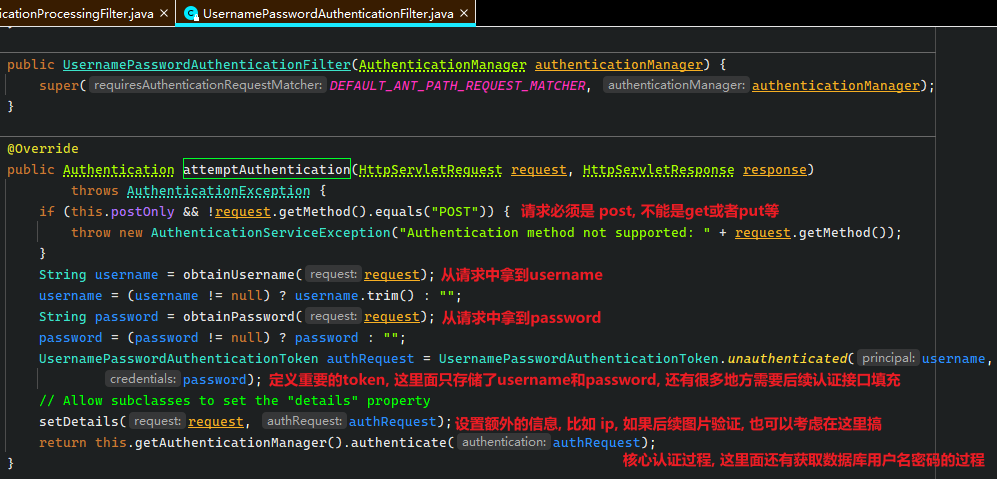 icationProcessingFilter.java × UsernamePasswordAuthenticationFilter.java ×
public UsernamePasswordAuthenticationFilter(AuthenticationManager authenticationManager) {
super( requiresAuthenticationRequestMatcher: DEFAULT_ANT_PATH_REQUEST_MATCHER, authenticationManager: authenticationManager);
}
@Override
public Authentication attemptAuthentication(HttpServletRequest request, HttpServletResponse response)
throws AuthenticationException {
if (this.postOnly && !request.getMethod().equals("POST")) { 请求必须是 post, 不能是get或者put等
throw new AuthenticationServiceException("Authentication method not supported: " + request.getMethod());
}
String username = obtainUsername( request: request); 从请求中拿到username
username = (username != null) ? username.trim() : "";
String password = obtainPassword( request: request); 从请求中拿到password
password = (password != null) ? password : "";
UsernamePasswordAuthenticationToken authRequest = UsernamePasswordAuthenticationToken.unauthenticated( principal: username,
credentials: password); 定义重要的token, 这里面只存储了username和password, 还有很多地方需要后续认证接口填充
// Allow subclasses to set the "details" property
setDetails( request: request, authRequest: authRequest); 设置额外的信息, 比如 ip, 如果后续图片验证, 也可以考虑在这里搞
return this.getAuthenticationManager().authenticate( authentication: authRequest);
核心认证过程, 这里面还有获取数据库用户名密码的过程
}